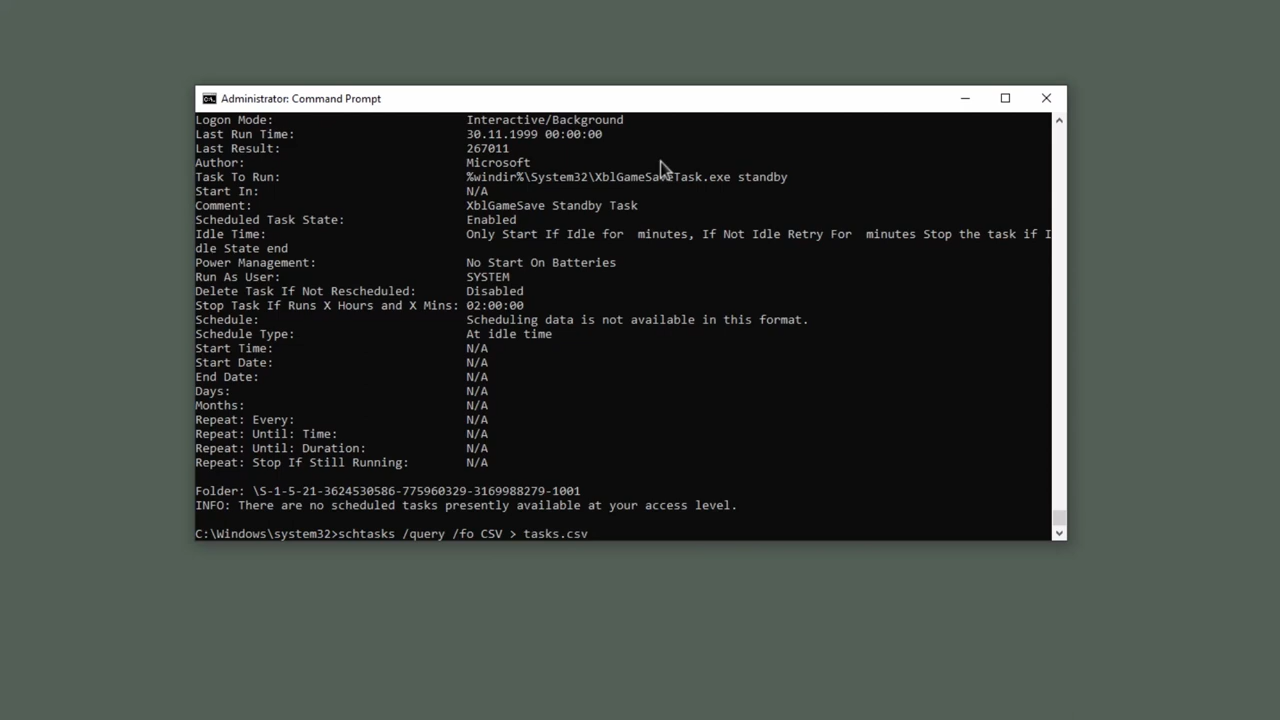 Administrator: Command Prompt
Logon Mode: Interactive/Background
Last Run Time: 30.11.1999 00:00:00
Last Result: 267011
Author: Microsoft
Task To Run: %windir%\System32\XblGameSaveTask.exe standby
Start In: N/A
Comment: XblGameSave Standby Task
Scheduled Task State: Enabled
Idle Time: Only Start If Idle for  minutes, If Not Idle Retry For  minutes Stop the task if I
dle State end
Power Management: No Start On Batteries
Run As User: SYSTEM
Delete Task If Not Rescheduled: Disabled
Stop Task If Runs X Hours and X Mins: 02:00:00
Schedule: Scheduling data is not available in this format.
Schedule Type: At idle time
Start Time: N/A
Start Date: N/A
End Date: N/A
Days: N/A
Months: N/A
Repeat: Every: N/A
Repeat: Until: Time: N/A
Repeat: Until: Duration: N/A
Repeat: Stop If Still Running: N/A
Folder: \S-1-5-21-3624530586-775960329-3169988279-1001
INFO: There are no scheduled tasks presently available at your access level.
C:\Windows\system32>schtasks /query /fo CSV > tasks.csv